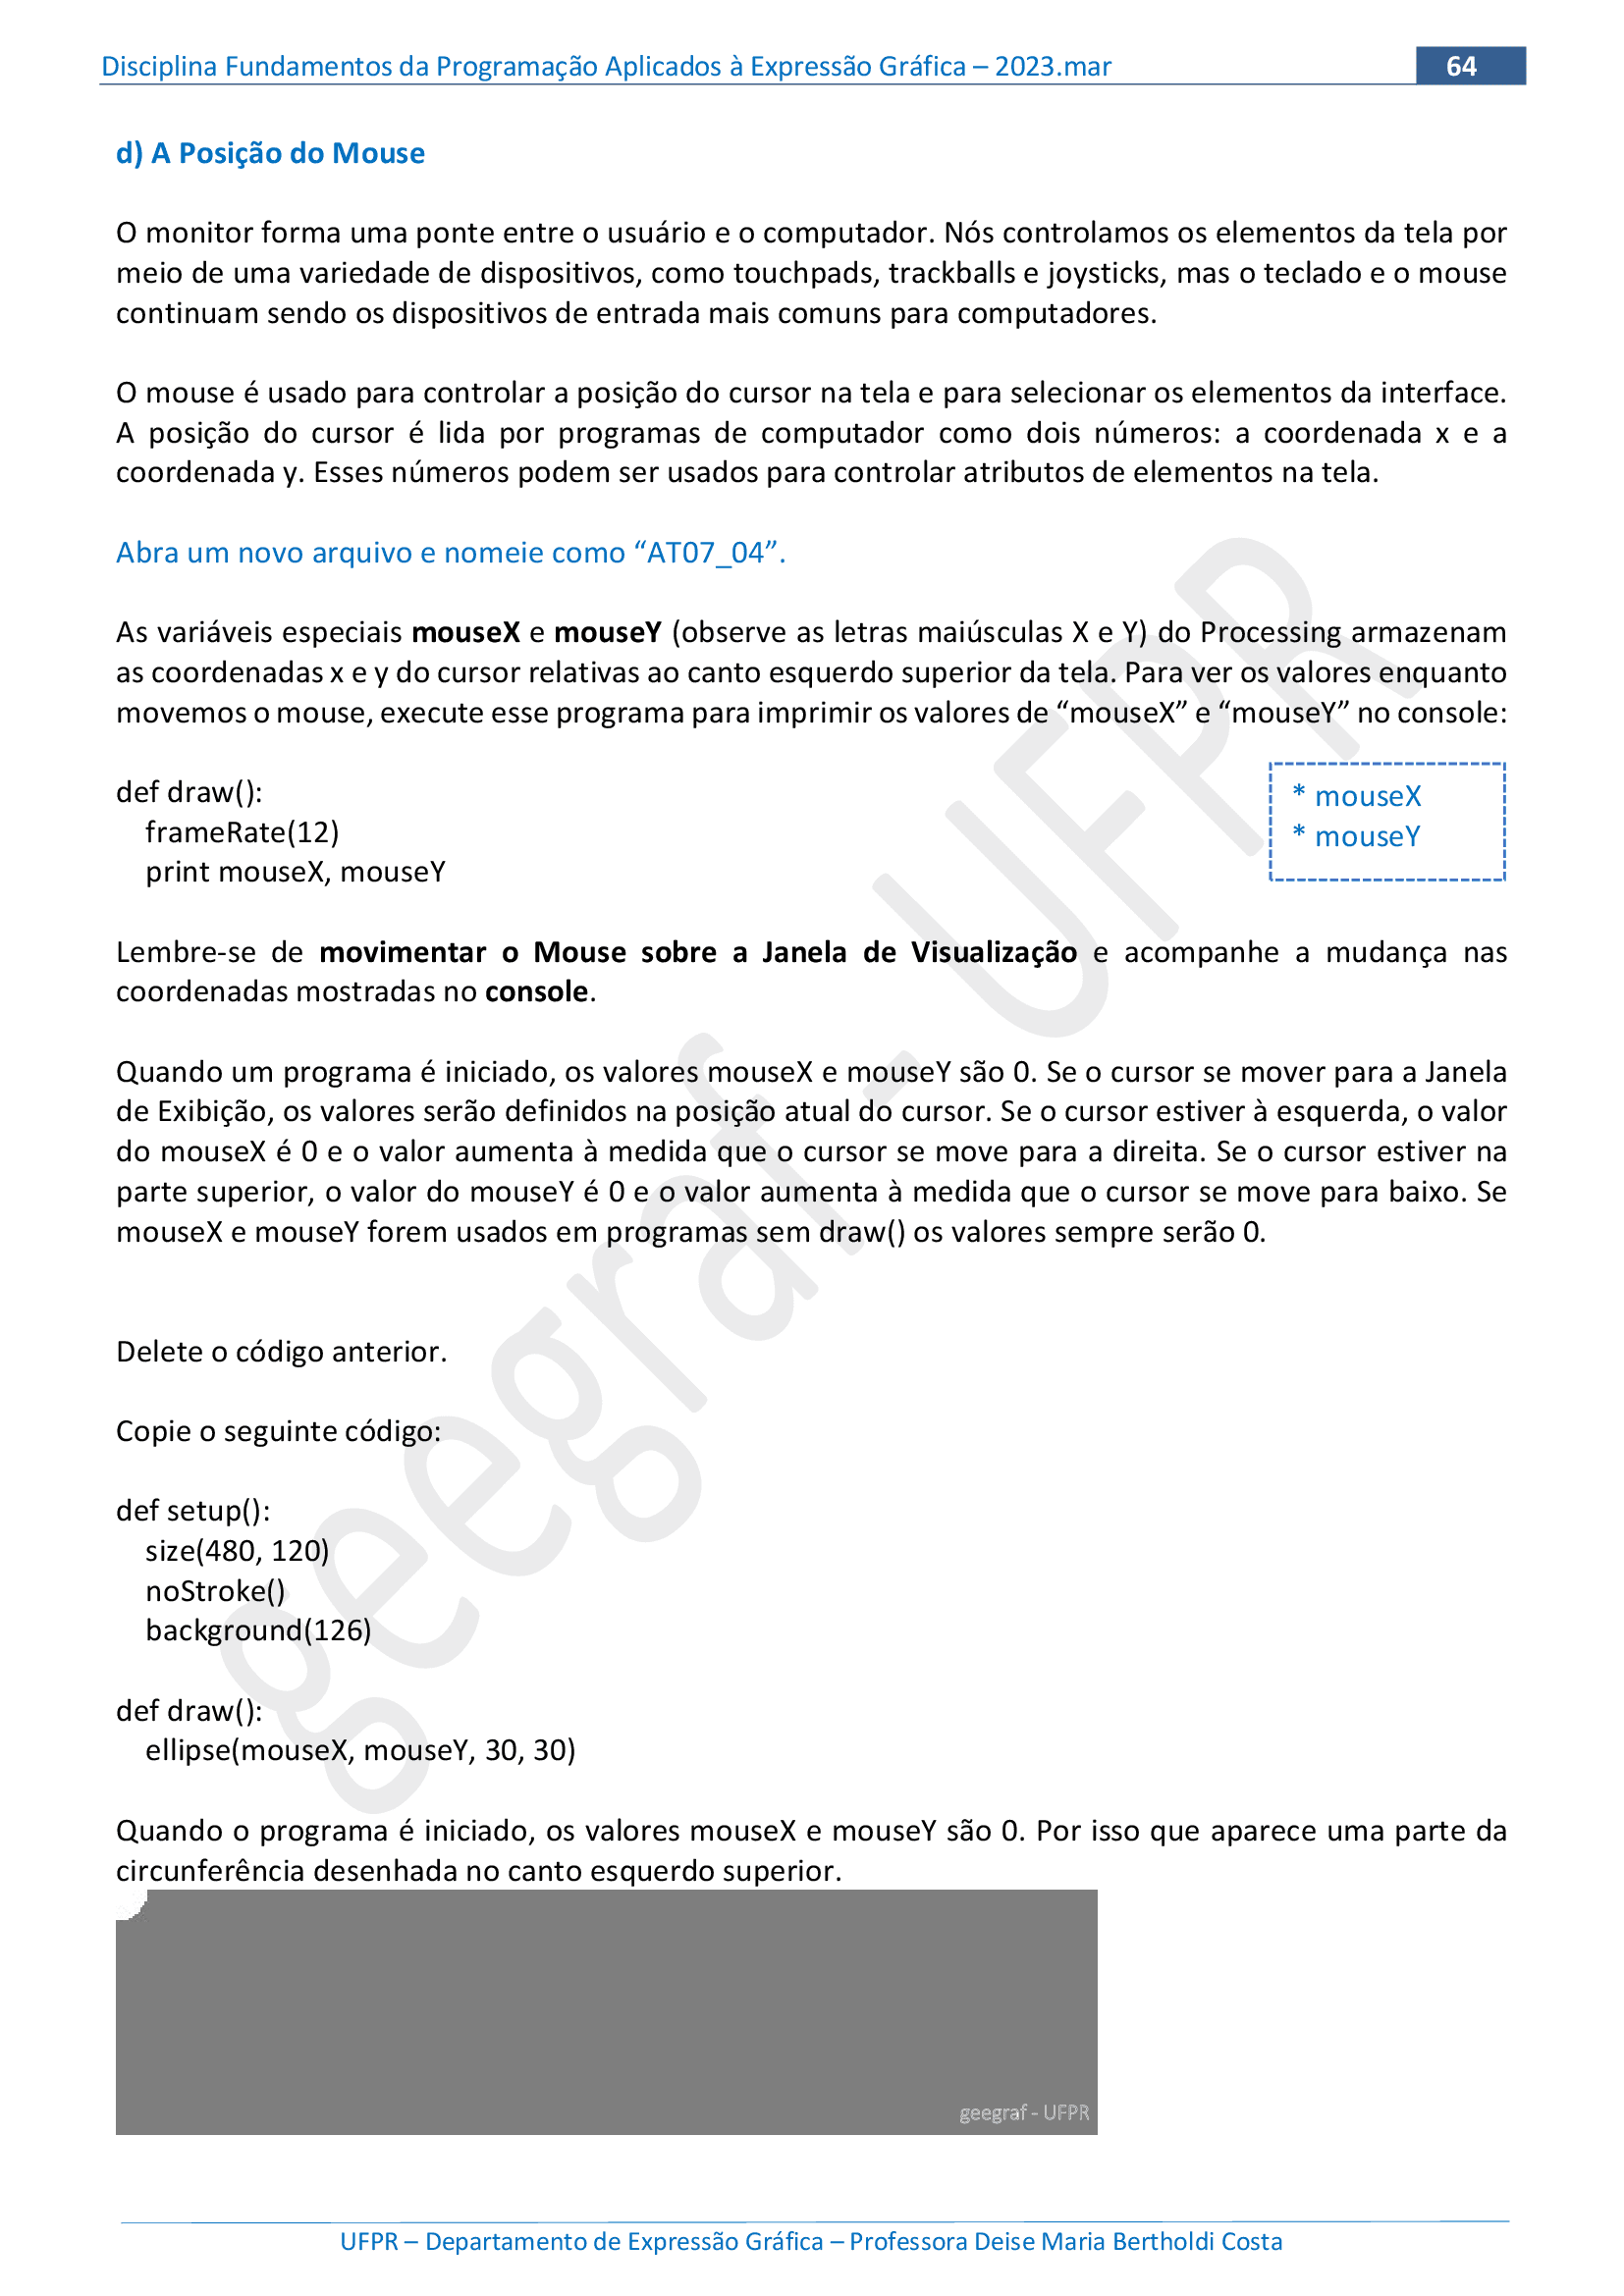 Disciplina Fundamentos da Programação Aplicados à Expressão Gráfica – 2023.mar 64
d) A Posição do Mouse
O monitor forma uma ponte entre o usuário e o computador. Nós controlamos os elementos da tela por
meio de uma variedade de dispositivos, como touchpads, trackballs e joysticks, mas o teclado e o mouse
continuam sendo os dispositivos de entrada mais comuns para computadores.
O mouse é usado para controlar a posição do cursor na tela e para selecionar os elementos da interface.
A posição do cursor é lida por programas de computador como dois números: a coordenada x e a
coordenada y. Esses números podem ser usados para controlar atributos de elementos na tela.
Abra um novo arquivo e nomeie como “AT07_04”.
As variáveis especiais mouseX e mouseY (observe as letras maiúsculas X e Y) do Processing armazenam
as coordenadas x e y do cursor relativas ao canto esquerdo superior da tela. Para ver os valores enquanto
movemos o mouse, execute esse programa para imprimir os valores de “mouseX” e “mouseY” no console:
def draw():
frameRate(12)
print mouseX, mouseY
* mouseX
* mouseY
Lembre-se de movimentar o Mouse sobre a Janela de Visualização e acompanhe a mudança nas
coordenadas mostradas no console.
Quando um programa é iniciado, os valores mouseX e mouseY são 0. Se o cursor se mover para a Janela
de Exibição, os valores serão definidos na posição atual do cursor. Se o cursor estiver à esquerda, o valor
do mouseX é 0 e o valor aumenta à medida que o cursor se move para a direita. Se o cursor estiver na
parte superior, o valor do mouseY é 0 e o valor aumenta à medida que o cursor se move para baixo. Se
mouseX e mouseY forem usados em programas sem draw() os valores sempre serão 0.
Delete o código anterior.
Copie o seguinte código:
def setup():
size(480, 120)
noStroke()
background(126)
def draw():
ellipse(mouseX, mouseY, 30, 30)
Quando o programa é iniciado, os valores mouseX e mouseY são 0. Por isso que aparece uma parte da
circunferência desenhada no canto esquerdo superior.
geegraf - UFPR
UFPR – Departamento de Expressão Gráfica – Professora Deise Maria Bertholdi Costa
geegraf - UFPR